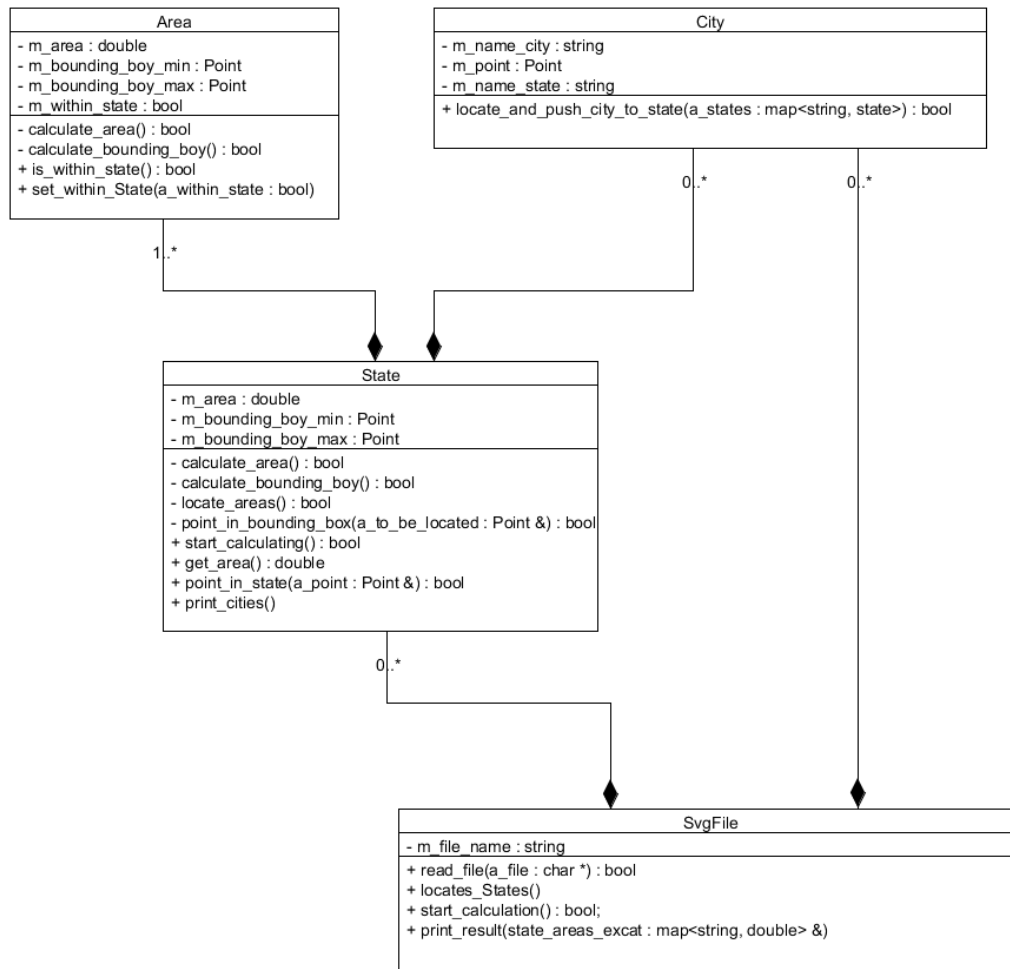 Area
- m_area : double
- m_bounding_boy_min : Point
- m_bounding_boy_max : Point
- m_within_state : bool
- calculate_area() : bool
- calculate_bounding_boy() : bool
+ is_within_state() : bool
+ set_within_State(a_within_state : bool)
City
- m_name_city : string
- m_point : Point
- m_name_state : string
+ locate_and_push_city_to_state(a_states : map<string, state>) : bool
1..*
0..*
0..*
State
- m_area : double
- m_bounding_boy_min : Point
- m_bounding_boy_max : Point
- calculate_area() : bool
- calculate_bounding_boy() : bool
- locate_areas() : bool
- point_in_bounding_box(a_to_be_located : Point &) : bool
+ start_calculating() : bool
+ get_area() : double
+ point_in_state(a_point : Point &) : bool
+ print_cities()
0..*
SvgFile
- m_file_name : string
+ read_file(a_file : char *) : bool
+ locates_States()
+ start_calculation() : bool;
+ print_result(state_areas_excat : map<string, double> &)